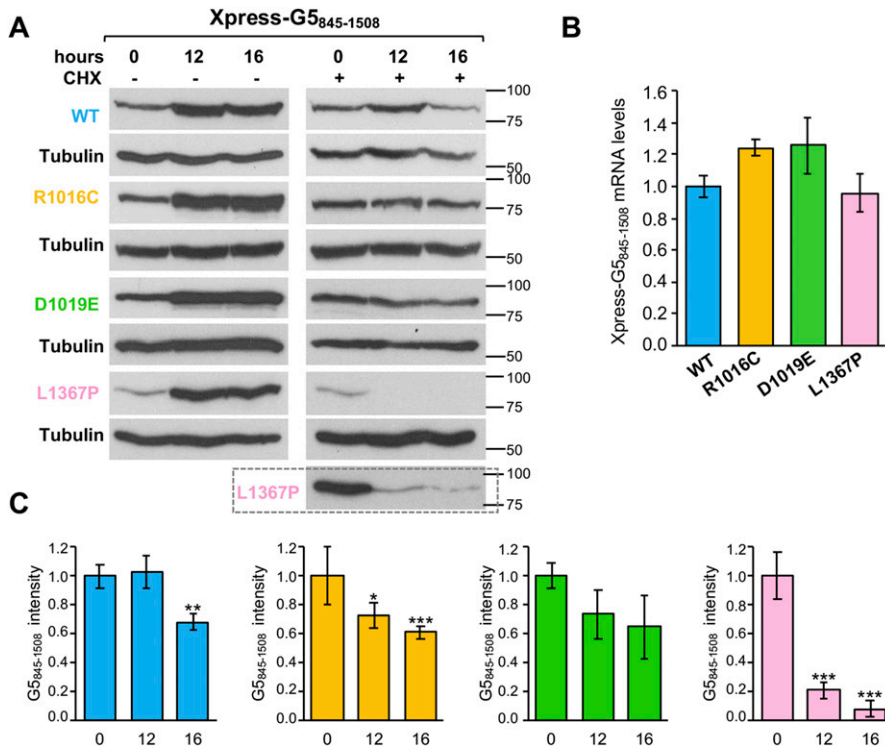 A
Xpress-G5845-1508
hours 0 12 16 0 12 16
CHX - - - + + +
WT
100
75
Tubulin
50
R1016C
100
75
Tubulin
50
D1019E
100
75
Tubulin
50
L1367P
100
75
Tubulin
50
L1367P
100
75
B
Xpress-G5845-1508 mRNA levels
1.6
1.4
1.2
1.0
0.8
0.6
0.4
0.2
0.0
WT R1016C D1019E L1367P
C
G5845-1508 intensity
1.2
1.0
0.8
0.6
0.4
0.2
0.0
**
0 12 16
G5845-1508 intensity
1.2
1.0
0.8
0.6
0.4
0.2
0.0
* ***
0 12 16
G5845-1508 intensity
1.2
1.0
0.8
0.6
0.4
0.2
0.0
0 12 16
G5845-1508 intensity
1.2
1.0
0.8
0.6
0.4
0.2
0.0
*** ***
0 12 16